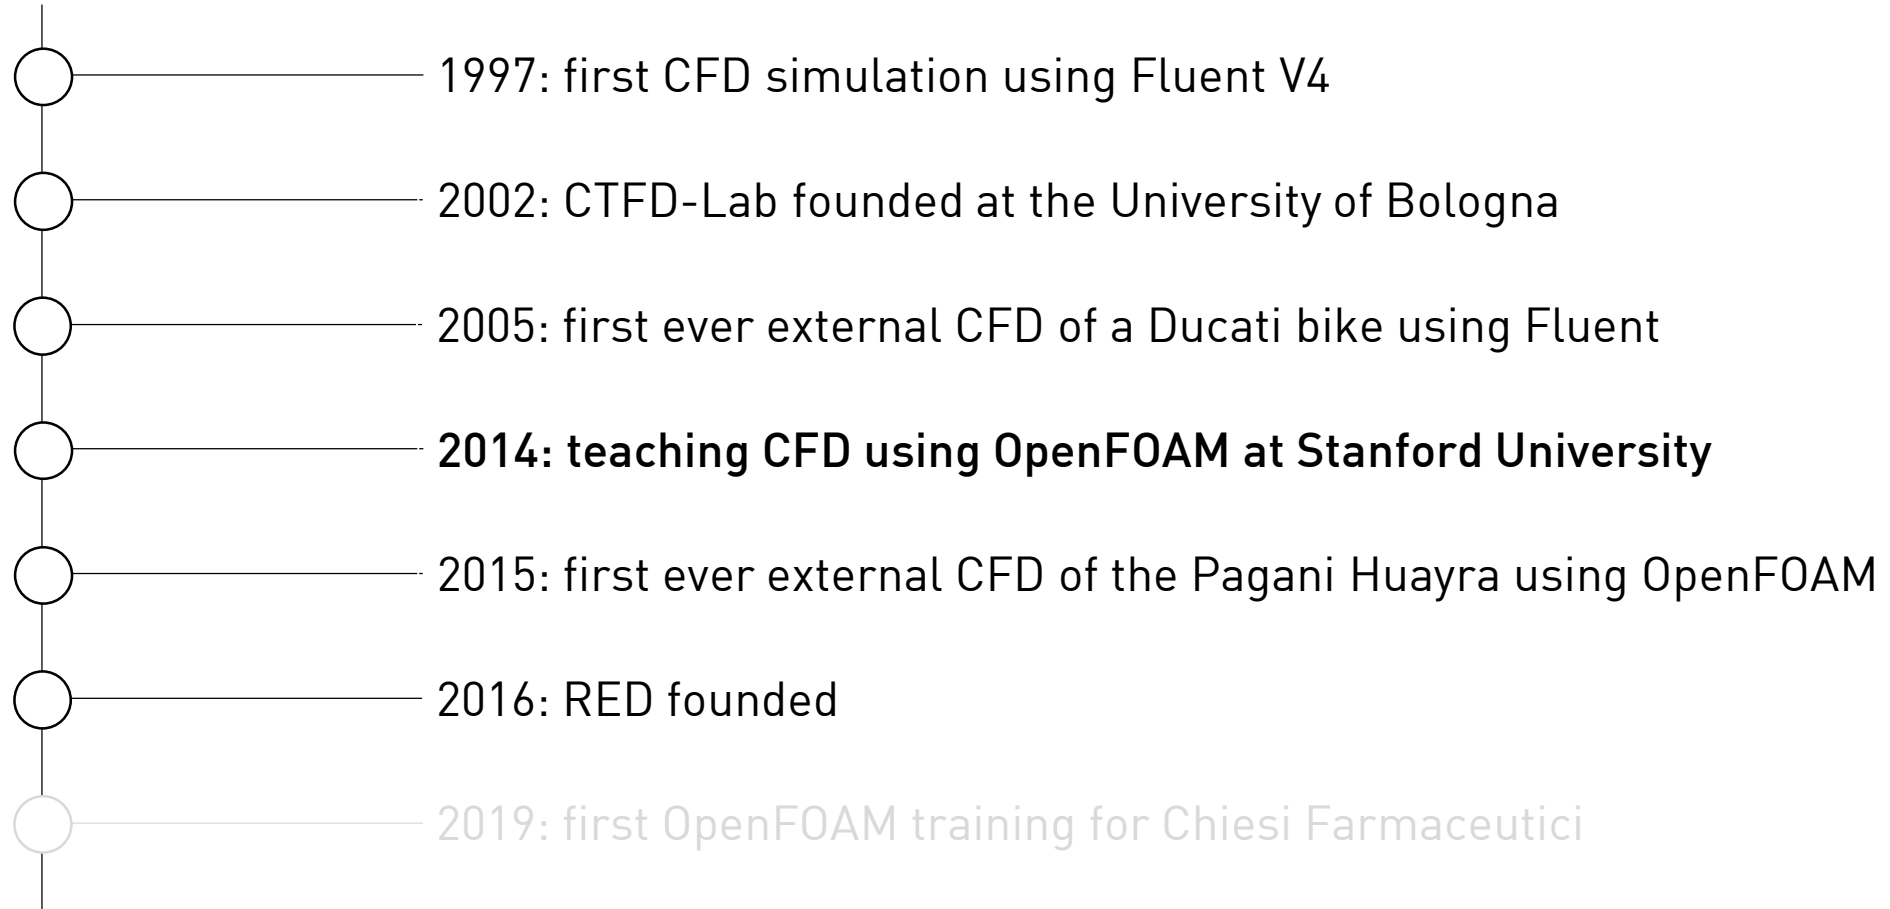 1997: first CFD simulation using Fluent V4
2002: CTFD-Lab founded at the University of Bologna
2005: first ever external CFD of a Ducati bike using Fluent
2014: teaching CFD using OpenFOAM at Stanford University
2015: first ever external CFD of the Pagani Huayra using OpenFOAM
2016: RED founded
2019: first OpenFOAM training for Chiesi Farmaceutici